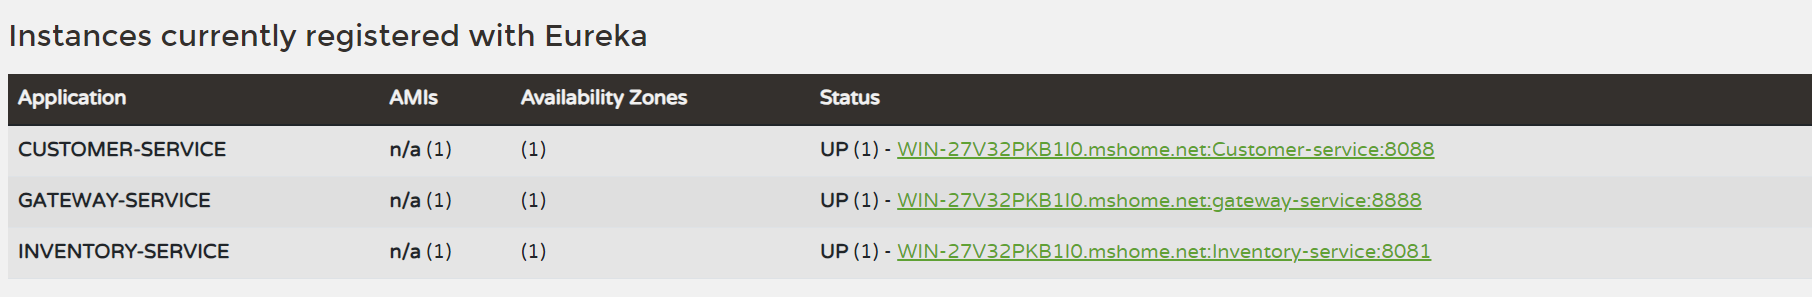 Instances currently registered with Eureka
Application AMIs Availability Zones Status
CUSTOMER-SERVICE n/a (1) (1) UP (1) - WIN-27V32PKB1I0.mshome.net:Customer-service:8088
GATEWAY-SERVICE n/a (1) (1) UP (1) - WIN-27V32PKB1I0.mshome.net:gateway-service:8888
INVENTORY-SERVICE n/a (1) (1) UP (1) - WIN-27V32PKB1I0.mshome.net:Inventory-service:8081